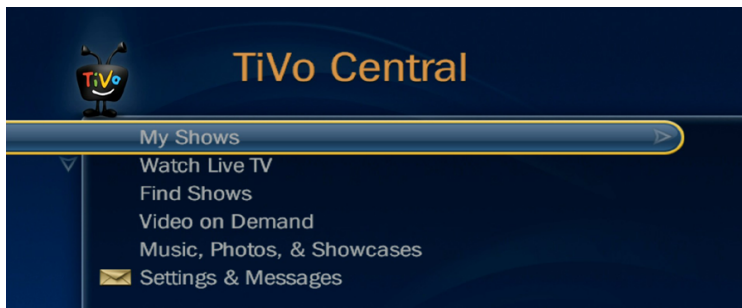 TiVo
TiVo Central
My Shows
Watch Live TV
Find Shows
Video on Demand
Music, Photos, & Showcases
Settings & Messages